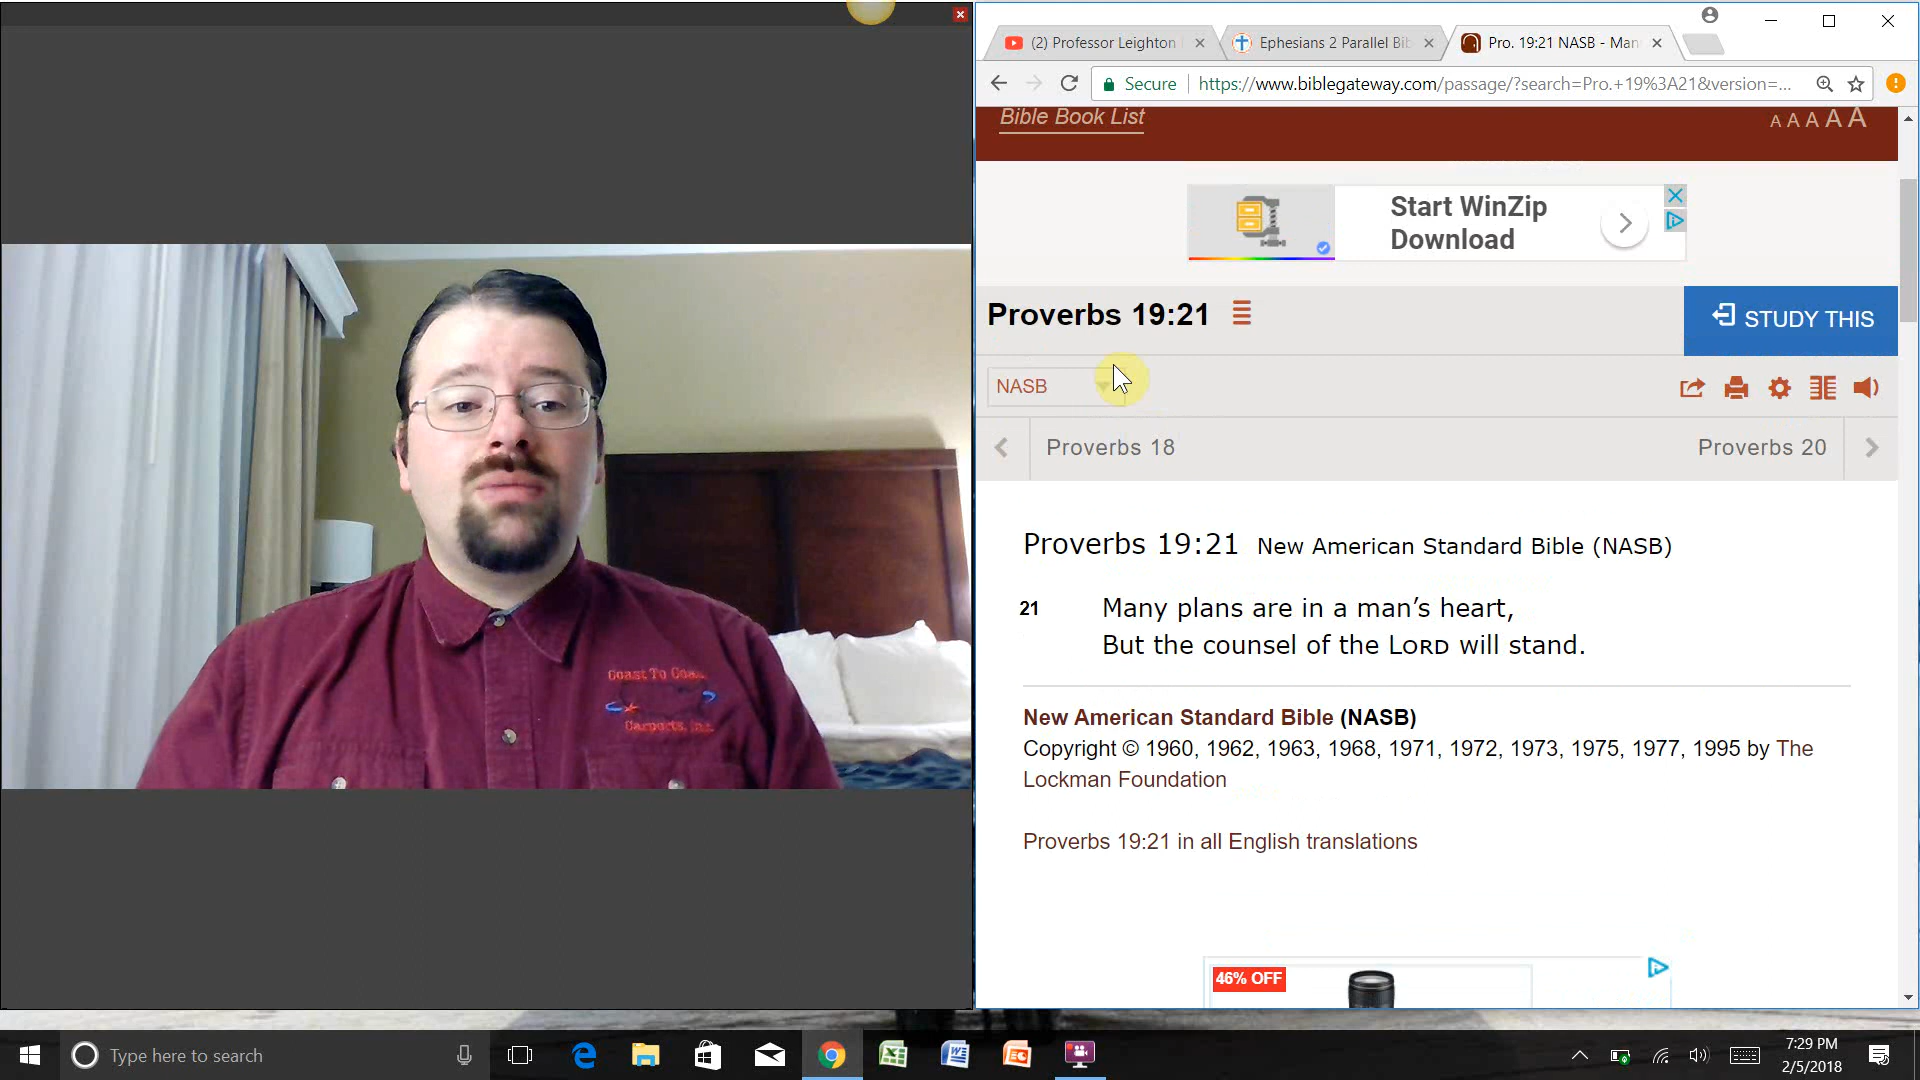 Coast To Coas
Carports, Inc.
(2) Professor Leighton
Ephesians 2 Parallel Bib
Pro. 19:21 NASB - Man
Secure
https://www.biblegateway.com/passage/?search=Pro.+19%3A21&version=...
Bible Book List
A A A A A
Start WinZip
Download
Proverbs 19:21
STUDY THIS
NASB
Proverbs 18
Proverbs 20
Proverbs 19:21 New American Standard Bible (NASB)
21 Many plans are in a man’s heart,
But the counsel of the LORD will stand.
New American Standard Bible (NASB)
Copyright © 1960, 1962, 1963, 1968, 1971, 1972, 1973, 1975, 1977, 1995 by The
Lockman Foundation
Proverbs 19:21 in all English translations
46% OFF
Type here to search
7:29 PM
2/5/2018